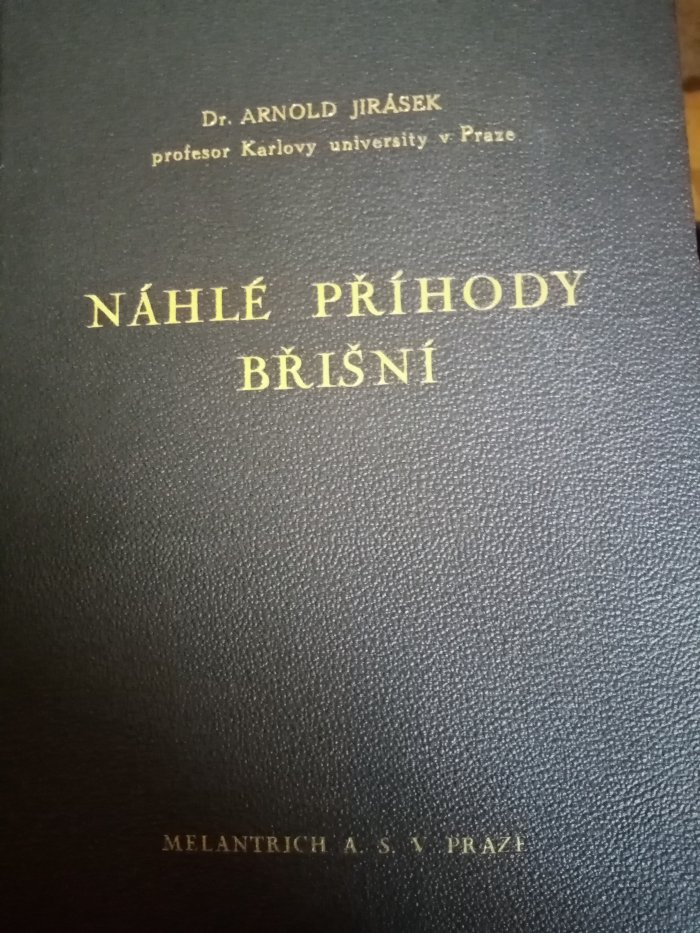 Dr. ARNOLD JIRÁSEK
profesor Karlovy university v Praze
NÁHLÉ PŘÍHODY
BŘIŠNÍ
MELANTRICH A. S. V PRAZE